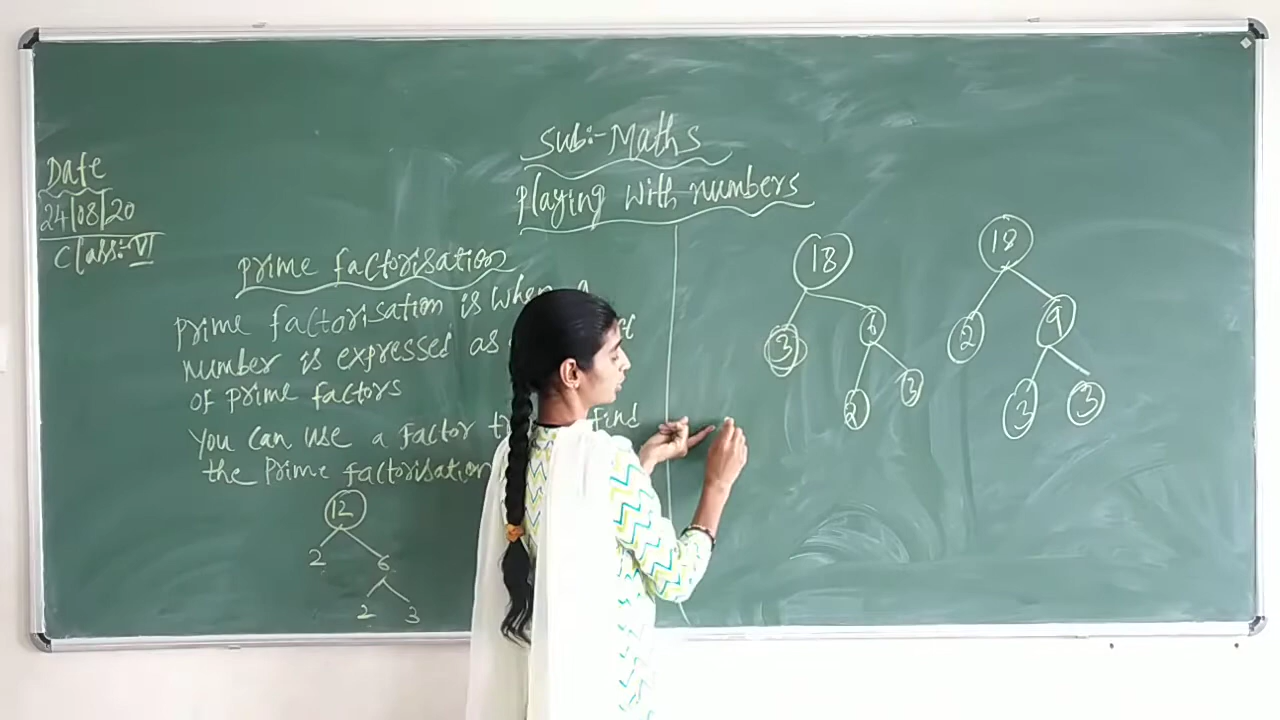 Sub:- Maths
Playing with numbers
Date
24/08/20
Class:- VI
Prime factorisation
Prime factorisation is when a
number is expressed as
of prime factors
You can use a factor find
the Prime factorisation
12
2 6
2 3
18
3 6
2 3
18
2 9
3 3